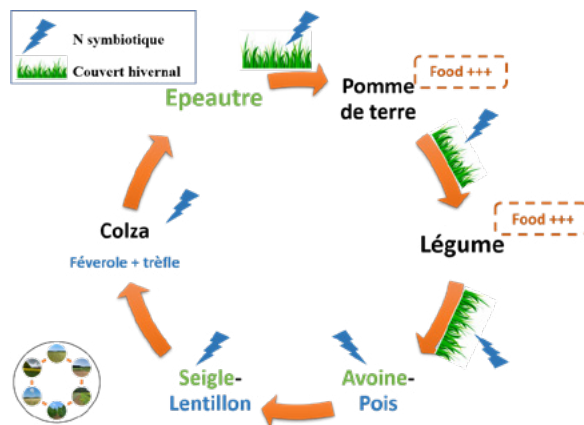 N symbiotique
Couvert hivernal
Epeautre
Pomme
de terre
Food +++
Légume
Food +++
Avoine-
Pois
Seigle-
Lentillon
Colza
Féverole + trèfle